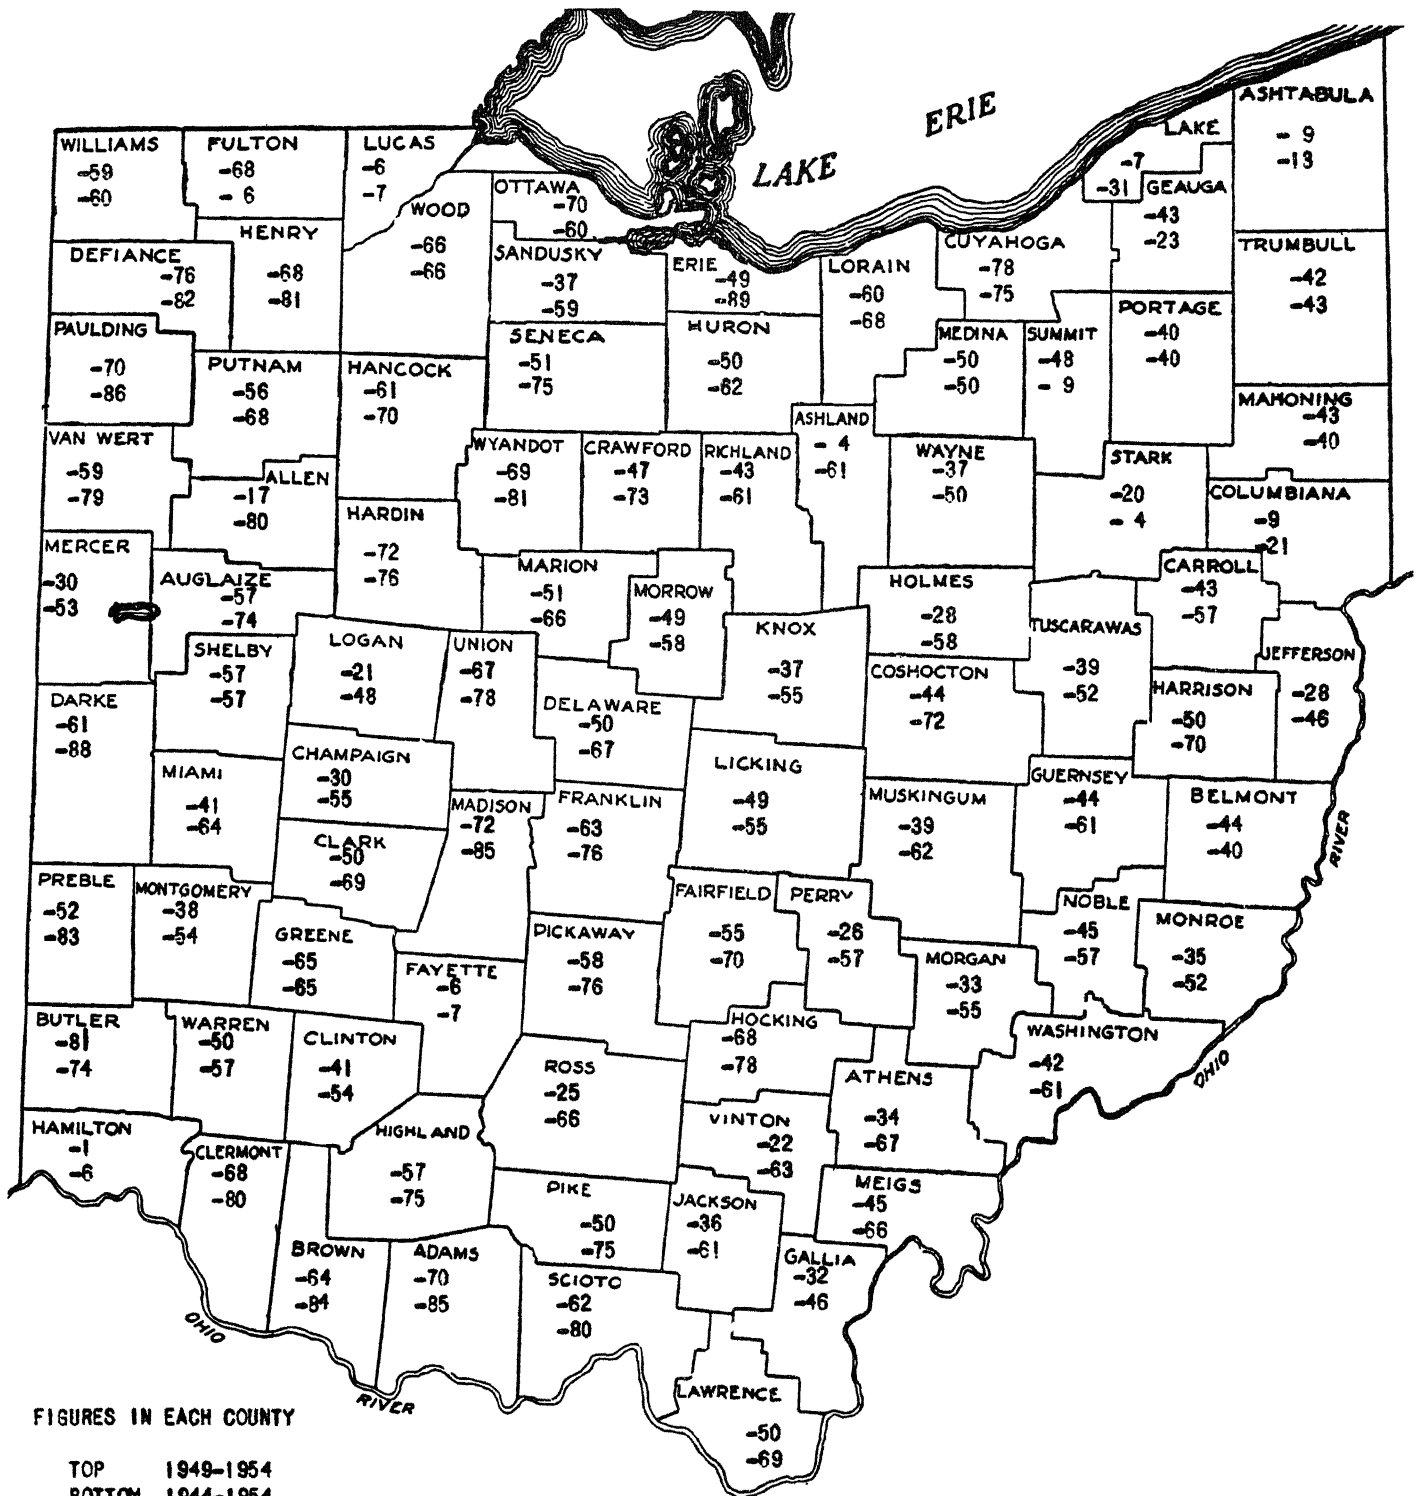 ERIE
LAKE
ASHTABULA
- 9
-13
LAKE
-7
-31
GEAUGA
-43
-23
WILLIAMS
-59
-60
FULTON
-68
- 6
LUCAS
-6
-7
OTTAWA
-70
-60
WOOD
-66
-66
HENRY
-68
-81
DEFIANCE
-76
-82
SANDUSKY
-37
-59
ERIE
-49
-89
LORAIN
-60
-68
CUYAHOGA
-78
-75
TRUMBULL
-42
-43
PAULDING
-70
-86
PUTNAM
-56
-68
HANCOCK
-61
-70
SENECA
-51
-75
HURON
-50
-62
MEDINA
-50
-50
SUMMIT
-48
- 9
PORTAGE
-40
-40
MAHONING
-43
-40
VAN WERT
-59
-79
ALLEN
-17
-80
WYANDOT
-69
-81
CRAWFORD
-47
-73
RICHLAND
-43
-61
ASHLAND
- 4
-61
WAYNE
-37
-50
STARK
-20
- 4
COLUMBIANA
-9
-21
MERCER
-30
-53
AUGLAIZE
-57
-74
HARDIN
-72
-76
MARION
-51
-66
MORROW
-49
-58
HOLMES
-28
-58
CARROLL
-43
-57
SHELBY
-57
-57
LOGAN
-21
-48
UNION
-67
-78
KNOX
-37
-55
TUSCARAWAS
-39
-52
JEFFERSON
-28
-46
DARKE
-61
-88
DELAWARE
-50
-67
COSHOCTON
-44
-72
HARRISON
-50
-70
MIAMI
-41
-64
CHAMPAIGN
-30
-55
LICKING
-49
-55
GUERNSEY
-44
-61
BELMONT
-44
-40
RIVER
CLARK
-50
-69
MADISON
-72
-85
FRANKLIN
-63
-76
MUSKINGUM
-39
-62
PREBLE
-52
-83
MONTGOMERY
-38
-54
GREENE
-65
-65
FAIRFIELD
-55
-70
PERRY
-26
-57
NOBLE
-45
-57
MONROE
-35
-52
FAYETTE
-6
-7
PICKAWAY
-58
-76
MORGAN
-33
-55
BUTLER
-81
-74
WARREN
-50
-57
CLINTON
-41
-54
HOCKING
-68
-78
WASHINGTON
-42
-61
OHIO
ROSS
-25
-66
ATHENS
-34
-67
HAMILTON
-1
-6
CLERMONT
-68
-80
HIGHLAND
-57
-75
VINTON
-22
-63
PIKE
-50
-75
JACKSON
-36
-61
MEIGS
-45
-66
BROWN
-64
-84
ADAMS
-70
-85
SCIOTO
-62
-80
GALLIA
-32
-46
OHIO
RIVER
LAWRENCE
-50
-69
FIGURES IN EACH COUNTY
TOP 1949-1954
BOTTOM 1944-1954